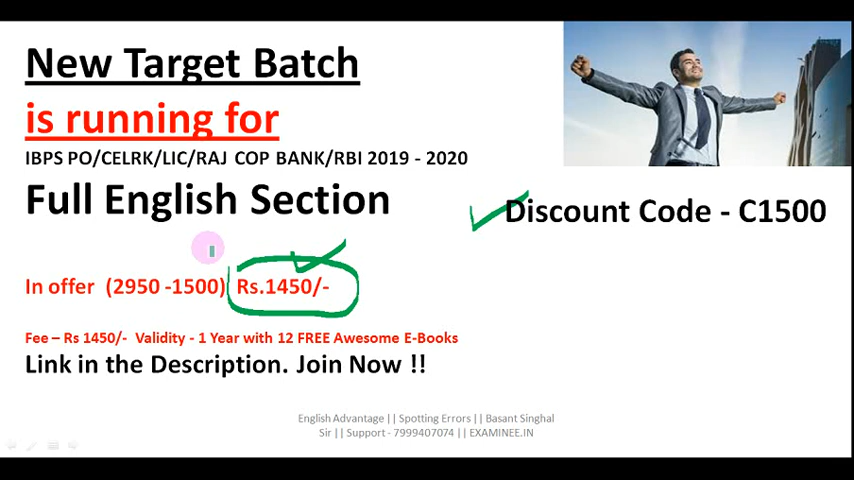 New Target Batch
is running for
IBPS PO/CELRK/LIC/RAJ COP BANK/RBI 2019 - 2020
Full English Section
Discount Code - C1500
In offer (2950 -1500) Rs.1450/-
Fee – Rs 1450/- Validity - 1 Year with 12 FREE Awesome E-Books
Link in the Description. Join Now !!
English Advantage || Spotting Errors || Basant Singhal
Sir || Support - 7999407074 || EXAMINEE.IN